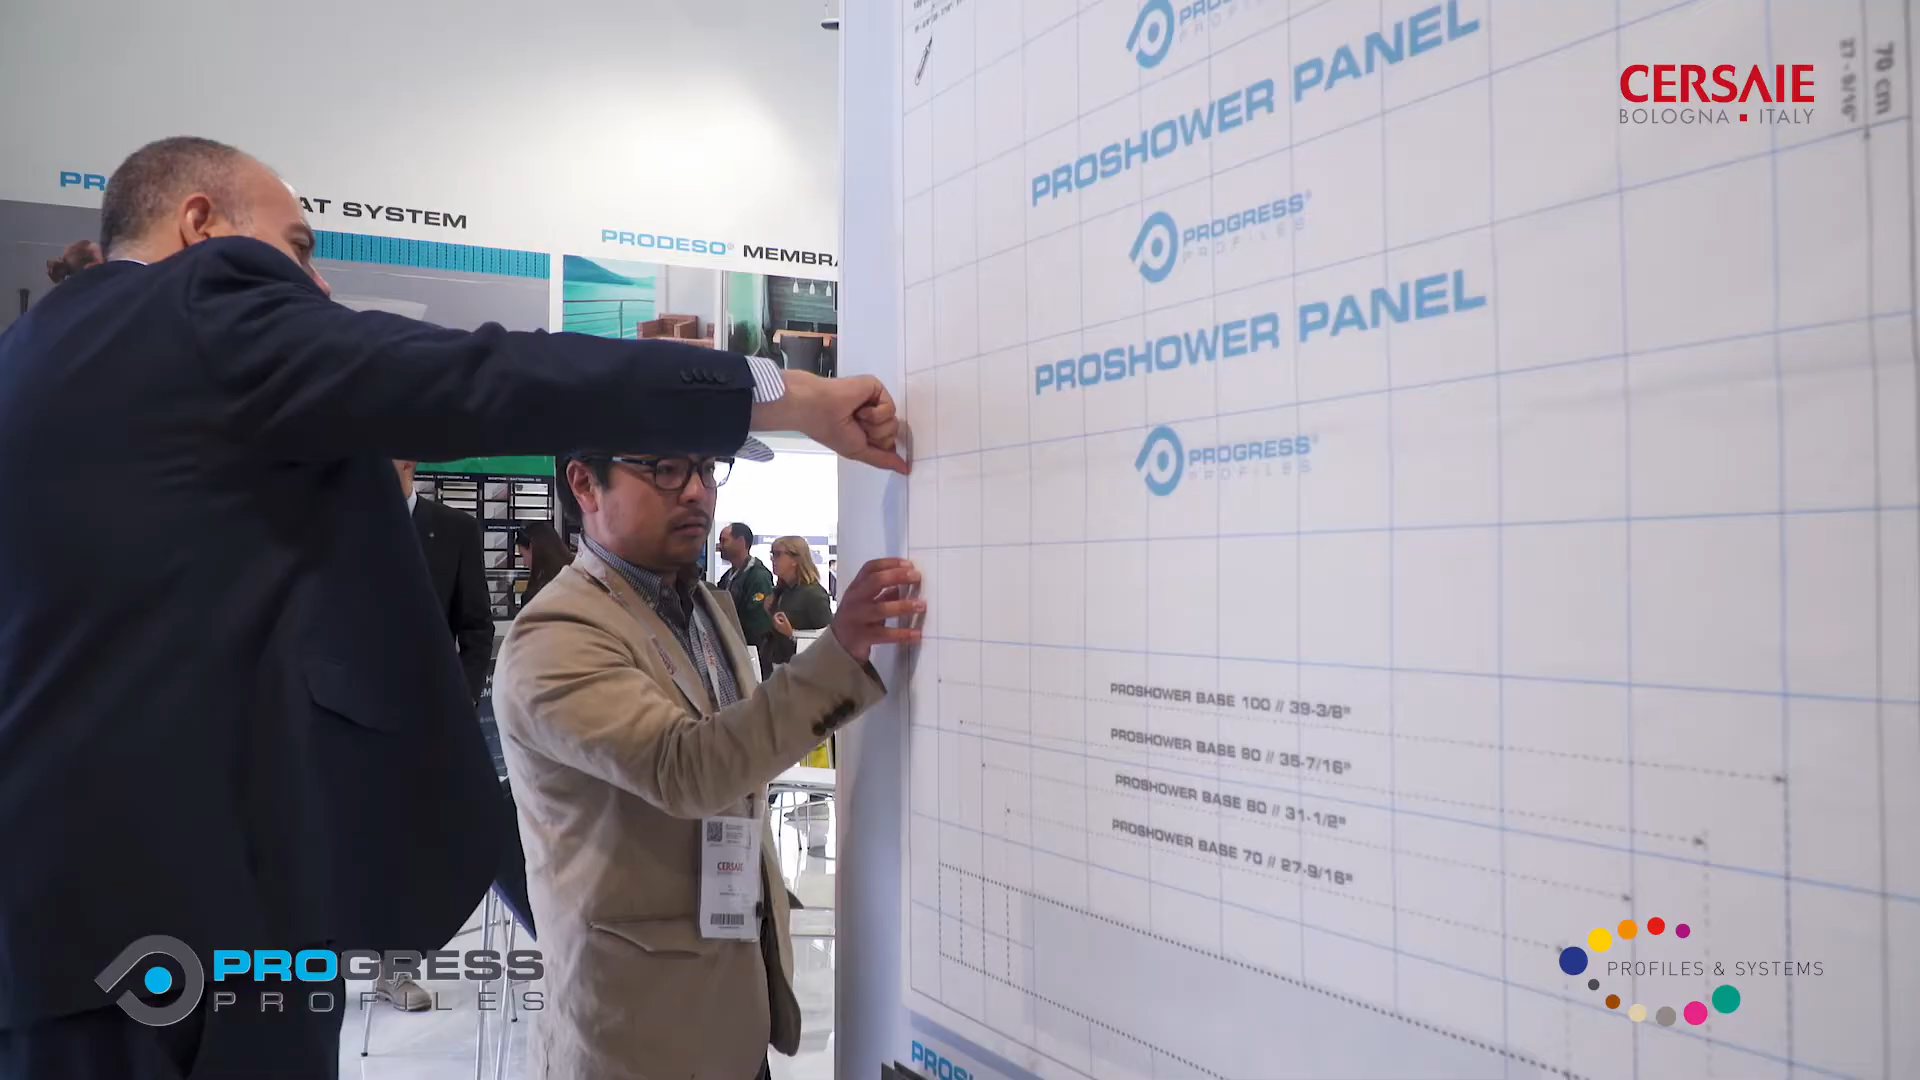 PROSHOWER PANEL
PROGRESS
PROFILES
PROSHOWER PANEL
PROGRESS
PROFILES
CERSAIE
BOLOGNA ITALY
70 cm
27-9/16"
AT SYSTEM
PRODESO® MEMBRA
PROSHOWER BASE 100 // 39-3/8"
PROSHOWER BASE 90 // 35-7/16"
PROSHOWER BASE 80 // 31-1/2"
PROSHOWER BASE 70 // 27-9/16"
CERSAIE
PROGRESS
PROFILES
PROFILES & SYSTEMS